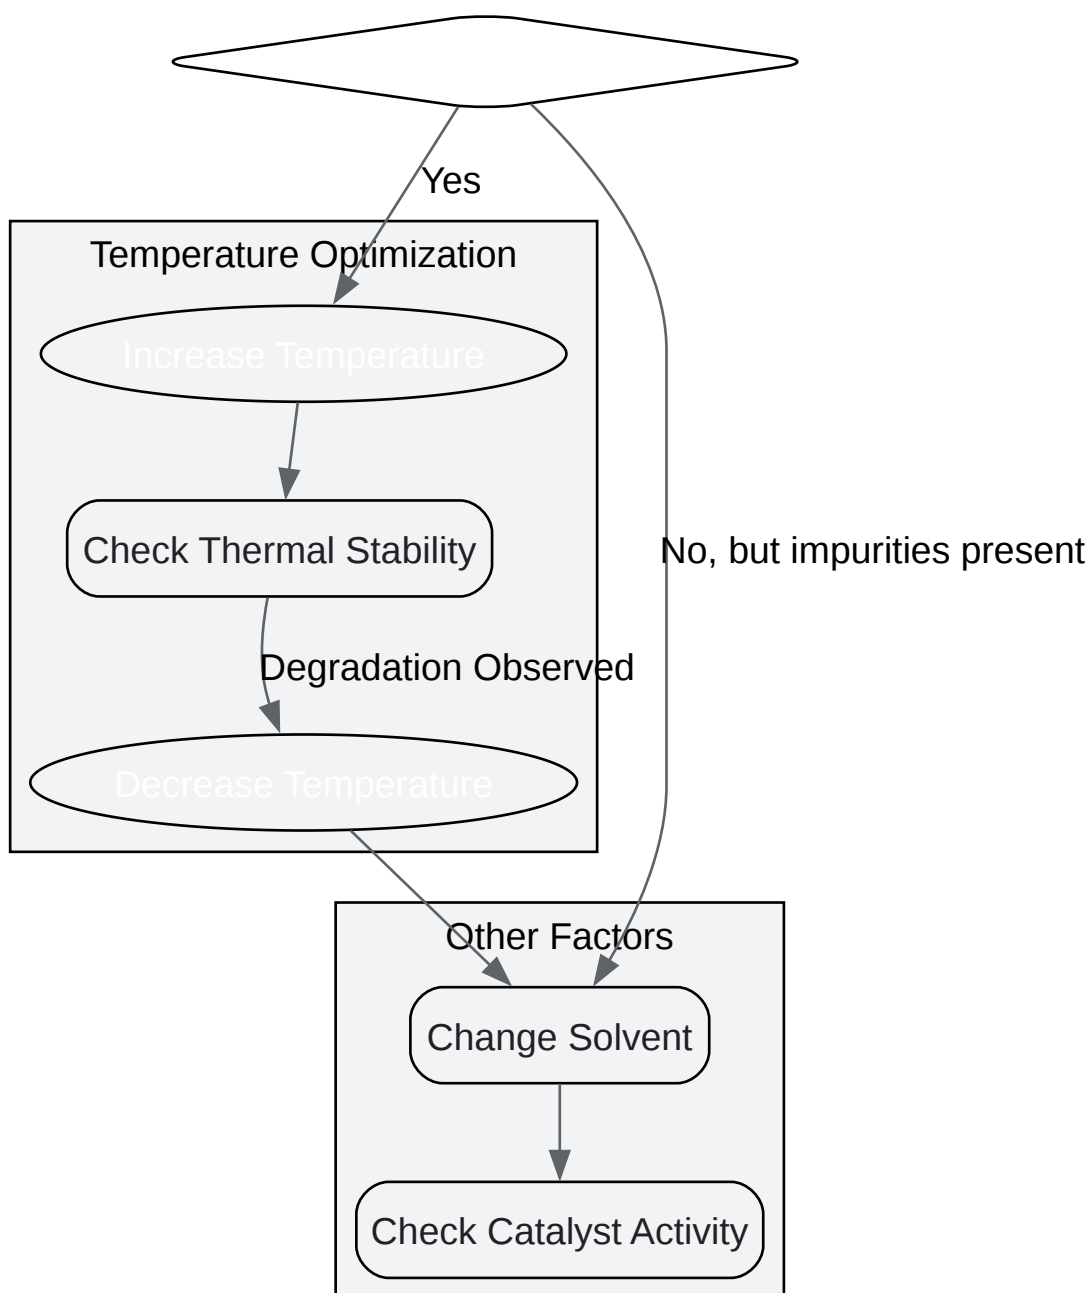 Yes
Temperature Optimization
Increase Temperature
Check Thermal Stability
No, but impurities present
Degradation Observed
Decrease Temperature
Other Factors
Change Solvent
Check Catalyst Activity